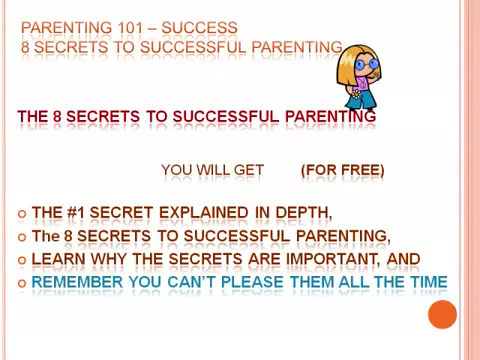 PARENTING 101 – SUCCESS
8 SECRETS TO SUCCESSFUL PARENTING
THE 8 SECRETS TO SUCCESSFUL PARENTING
YOU WILL GET (FOR FREE)
THE #1 SECRET EXPLAINED IN DEPTH,
The 8 SECRETS TO SUCCESSFUL PARENTING,
LEARN WHY THE SECRETS ARE IMPORTANT, AND
REMEMBER YOU CAN'T PLEASE THEM ALL THE TIME